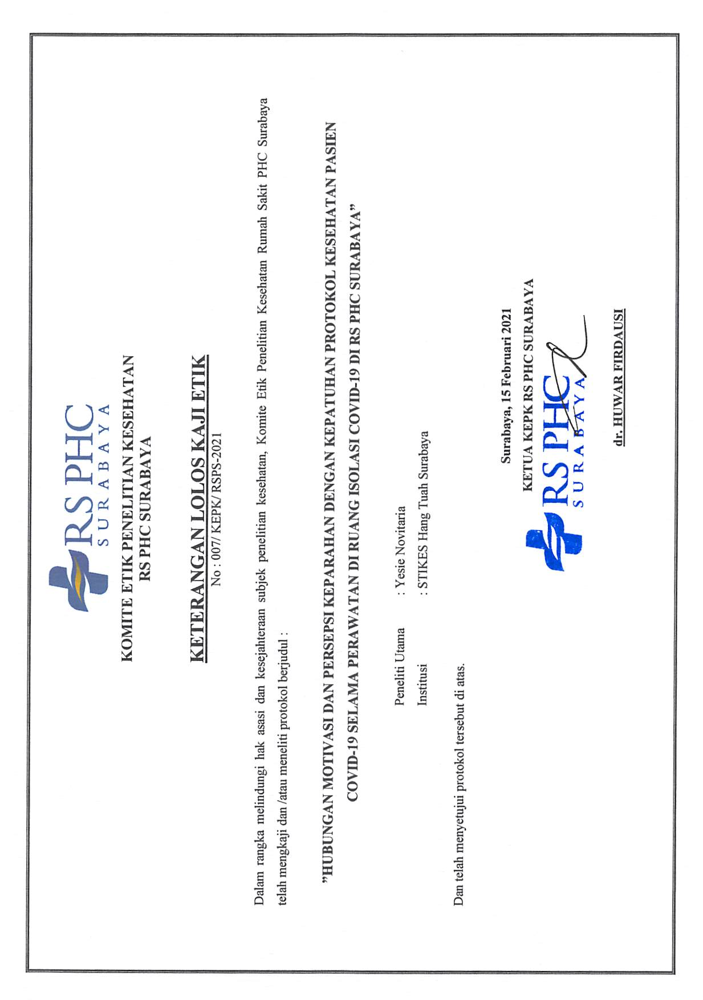 RS PHC
SURABAYA
KOMITE ETIK PENELITIAN KESEHATAN
RS PHC SURABAYA
KETERANGAN LOLOS KAJI ETIK
No : 007/ KEPK/ RSPS-2021
Dalam rangka melindungi hak asasi dan kesejahteraan subjek penelitian kesehatan, Komite Etik Penelitian Kesehatan Rumah Sakit PHC Surabaya
telah mengkaji dan /atau meneliti protokol berjudul :
”HUBUNGAN MOTIVASI DAN PERSEPSI KEPARAHAN DENGAN KEPATUHAN PROTOKOL KESEHATAN PASIEN
COVID-19 SELAMA PERAWATAN DI RUANG ISOLASI COVID-19 DI RS PHC SURABAYA”
Peneliti Utama : Yesie Novitaria
Institusi : STIKES Hang Tuah Surabaya
Dan telah menyetujui protokol tersebut di atas.
Surabaya, 15 Februari 2021
KETUA KEPK RS PHC SURABAYA
RS PHC
SURABAYA
dr. HUWAR FIRDAUSI